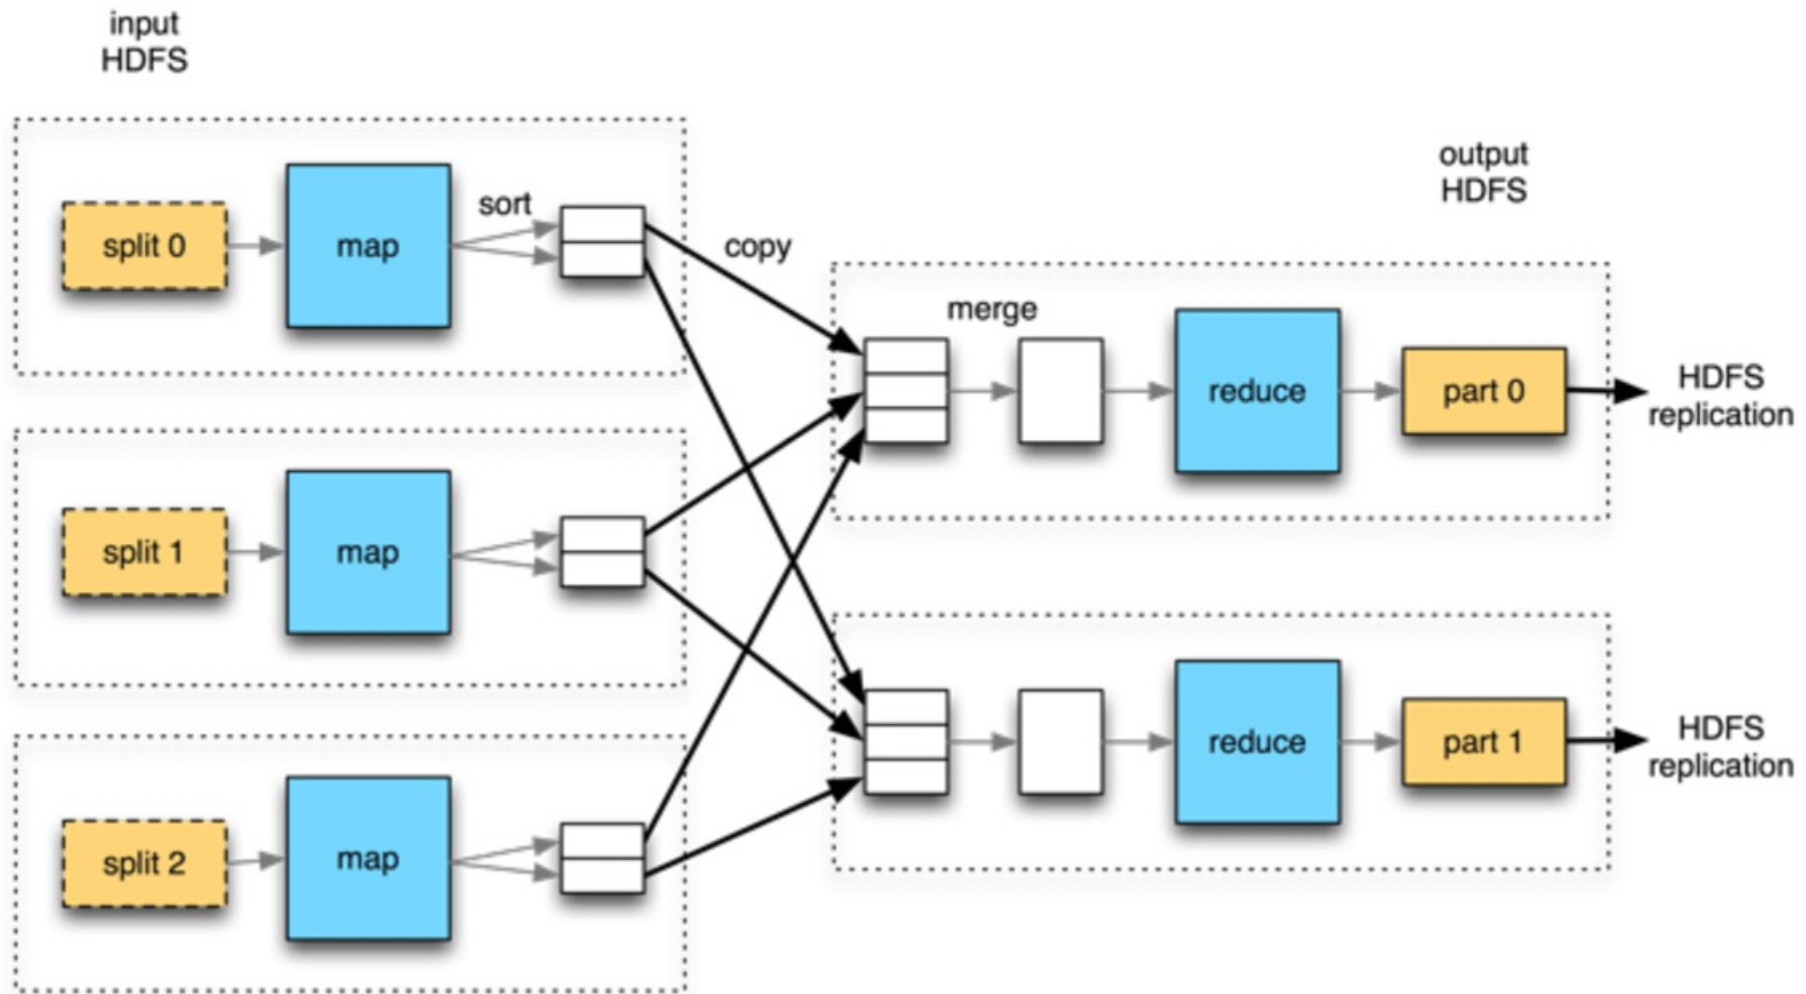 input
HDFS
output
HDFS
split 0
map
sort
copy
merge
reduce
part 0
HDFS
replication
split 1
map
reduce
part 1
HDFS
replication
split 2
map